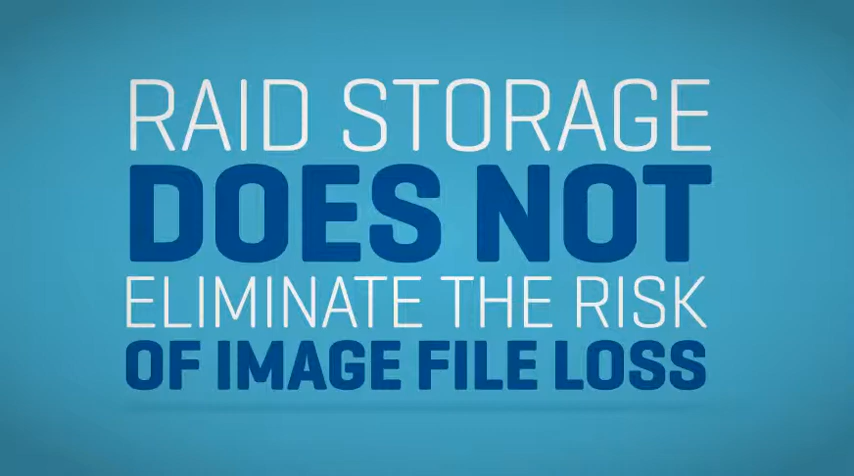 RAID STORAGE
DOES NOT
ELIMINATE THE RISK
OF IMAGE FILE LOSS